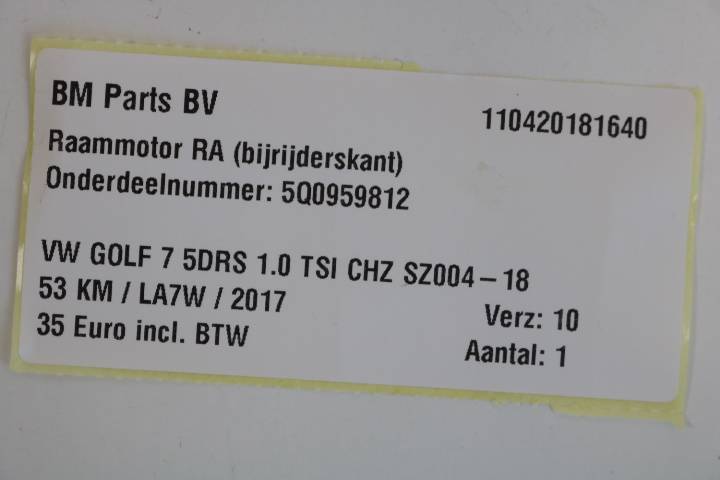 BM Parts BV
110420181640
Raammotor RA (bijrijderskant)
Onderdeelnummer: 5Q0959812
VW GOLF 7 5DRS 1.0 TSI CHZ SZ004-18
53 KM / LA7W / 2017
Verz: 10
35 Euro incl. BTW
Aantal: 1